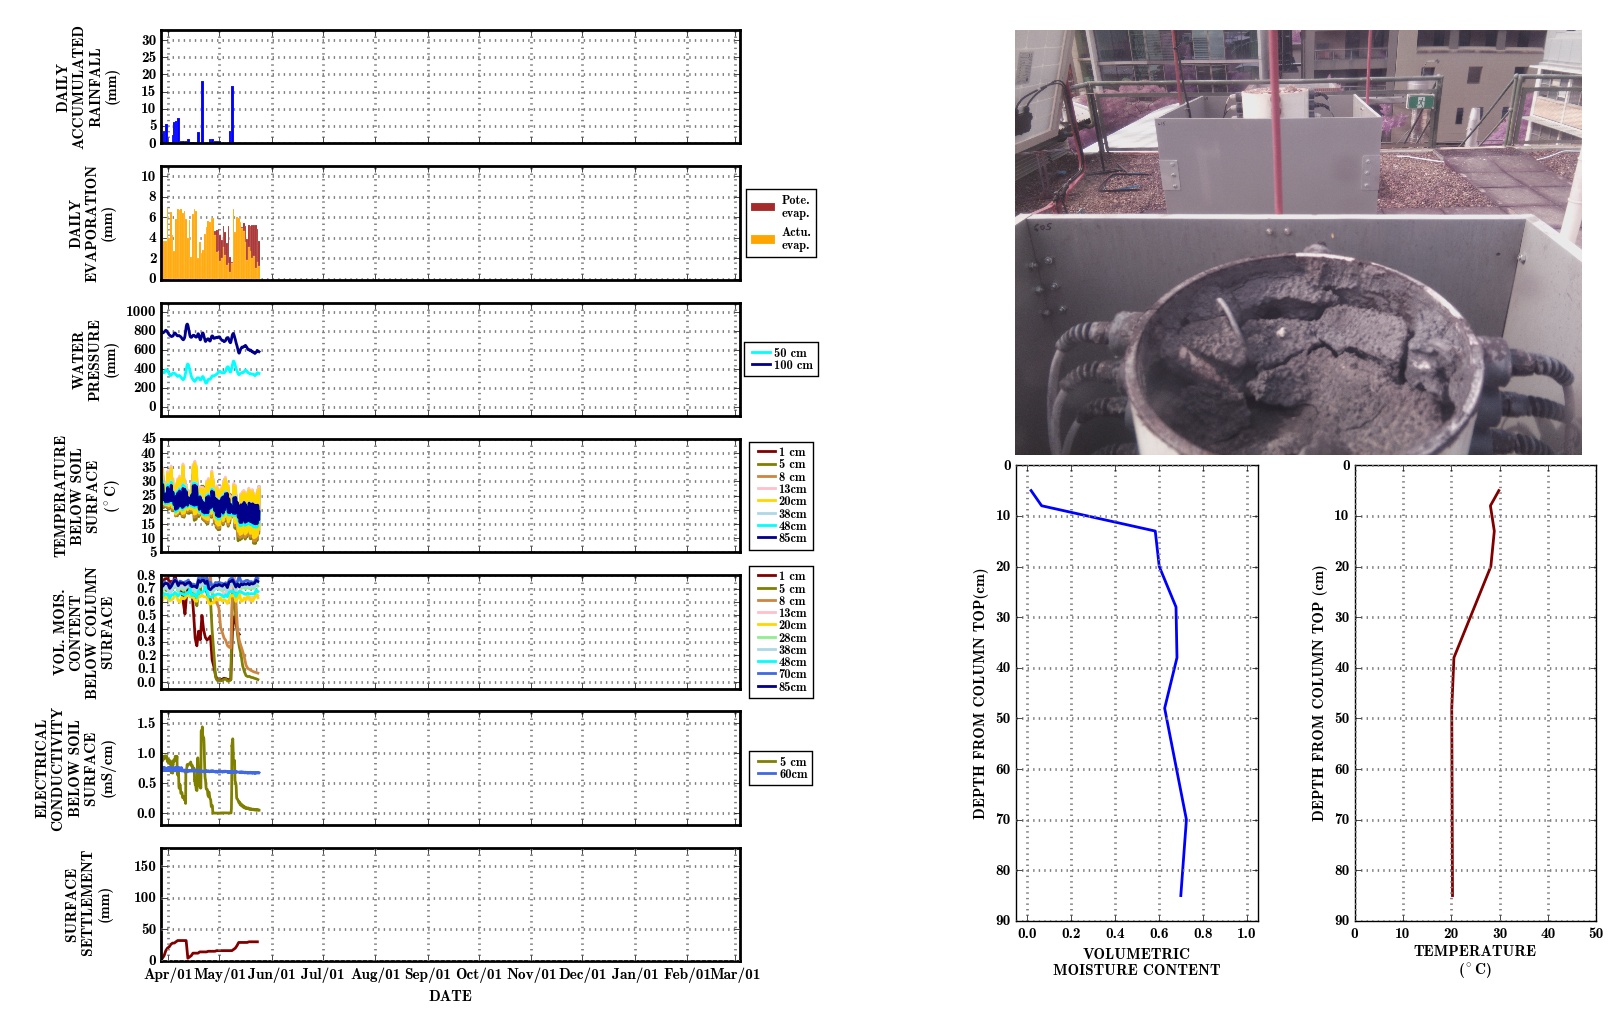 DAILY
ACCUMULATED
RAINFALL
(mm)
30
25
20
15
10
5
0
DAILY
EVAPORATION
(mm)
10
8
6
4
2
0
Pote.
evap.
Actu.
evap.
WATER
PRESSURE
(mm)
1000
800
600
400
200
0
50 cm
100 cm
TEMPERATURE
BELOW SOIL
SURFACE
(°C)
45
40
35
30
25
20
15
10
5
1 cm
5 cm
8 cm
13cm
20cm
38cm
48cm
85cm
VOL. MOIS.
CONTENT
BELOW COLUMN
SURFACE
0.8
0.7
0.6
0.5
0.4
0.3
0.2
0.1
0.0
1 cm
5 cm
8 cm
13cm
20cm
28cm
38cm
48cm
70cm
85cm
ELECTRICAL
CONDUCTIVITY
BELOW SOIL
SURFACE
(mS/cm)
1.5
1.0
0.5
0.0
5 cm
60cm
SURFACE
SETTLEMENT
(mm)
150
100
50
0
Apr/01 May/01 Jun/01 Jul/01 Aug/01 Sep/01 Oct/01 Nov/01 Dec/01 Jan/01 Feb/01 Mar/01
DATE
DEPTH FROM COLUMN TOP(cm)
0
10
20
30
40
50
60
70
80
90
0.0 0.2 0.4 0.6 0.8 1.0
VOLUMETRIC
MOISTURE CONTENT
DEPTH FROM COLUMN TOP (cm)
0
10
20
30
40
50
60
70
80
90
0 10 20 30 40 50
TEMPERATURE
(°C)